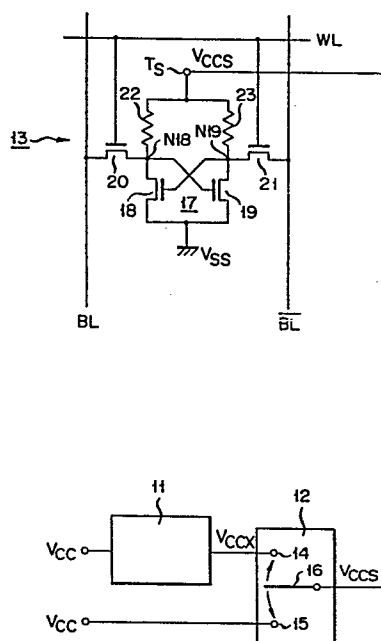 WL
T_S V_CCS
22 23
13
N18 N19
20 21
18 17 19
V_SS
BL B̅L̅
11 12
V_CC V_CCX 14
16 V_CCS
V_CC 15